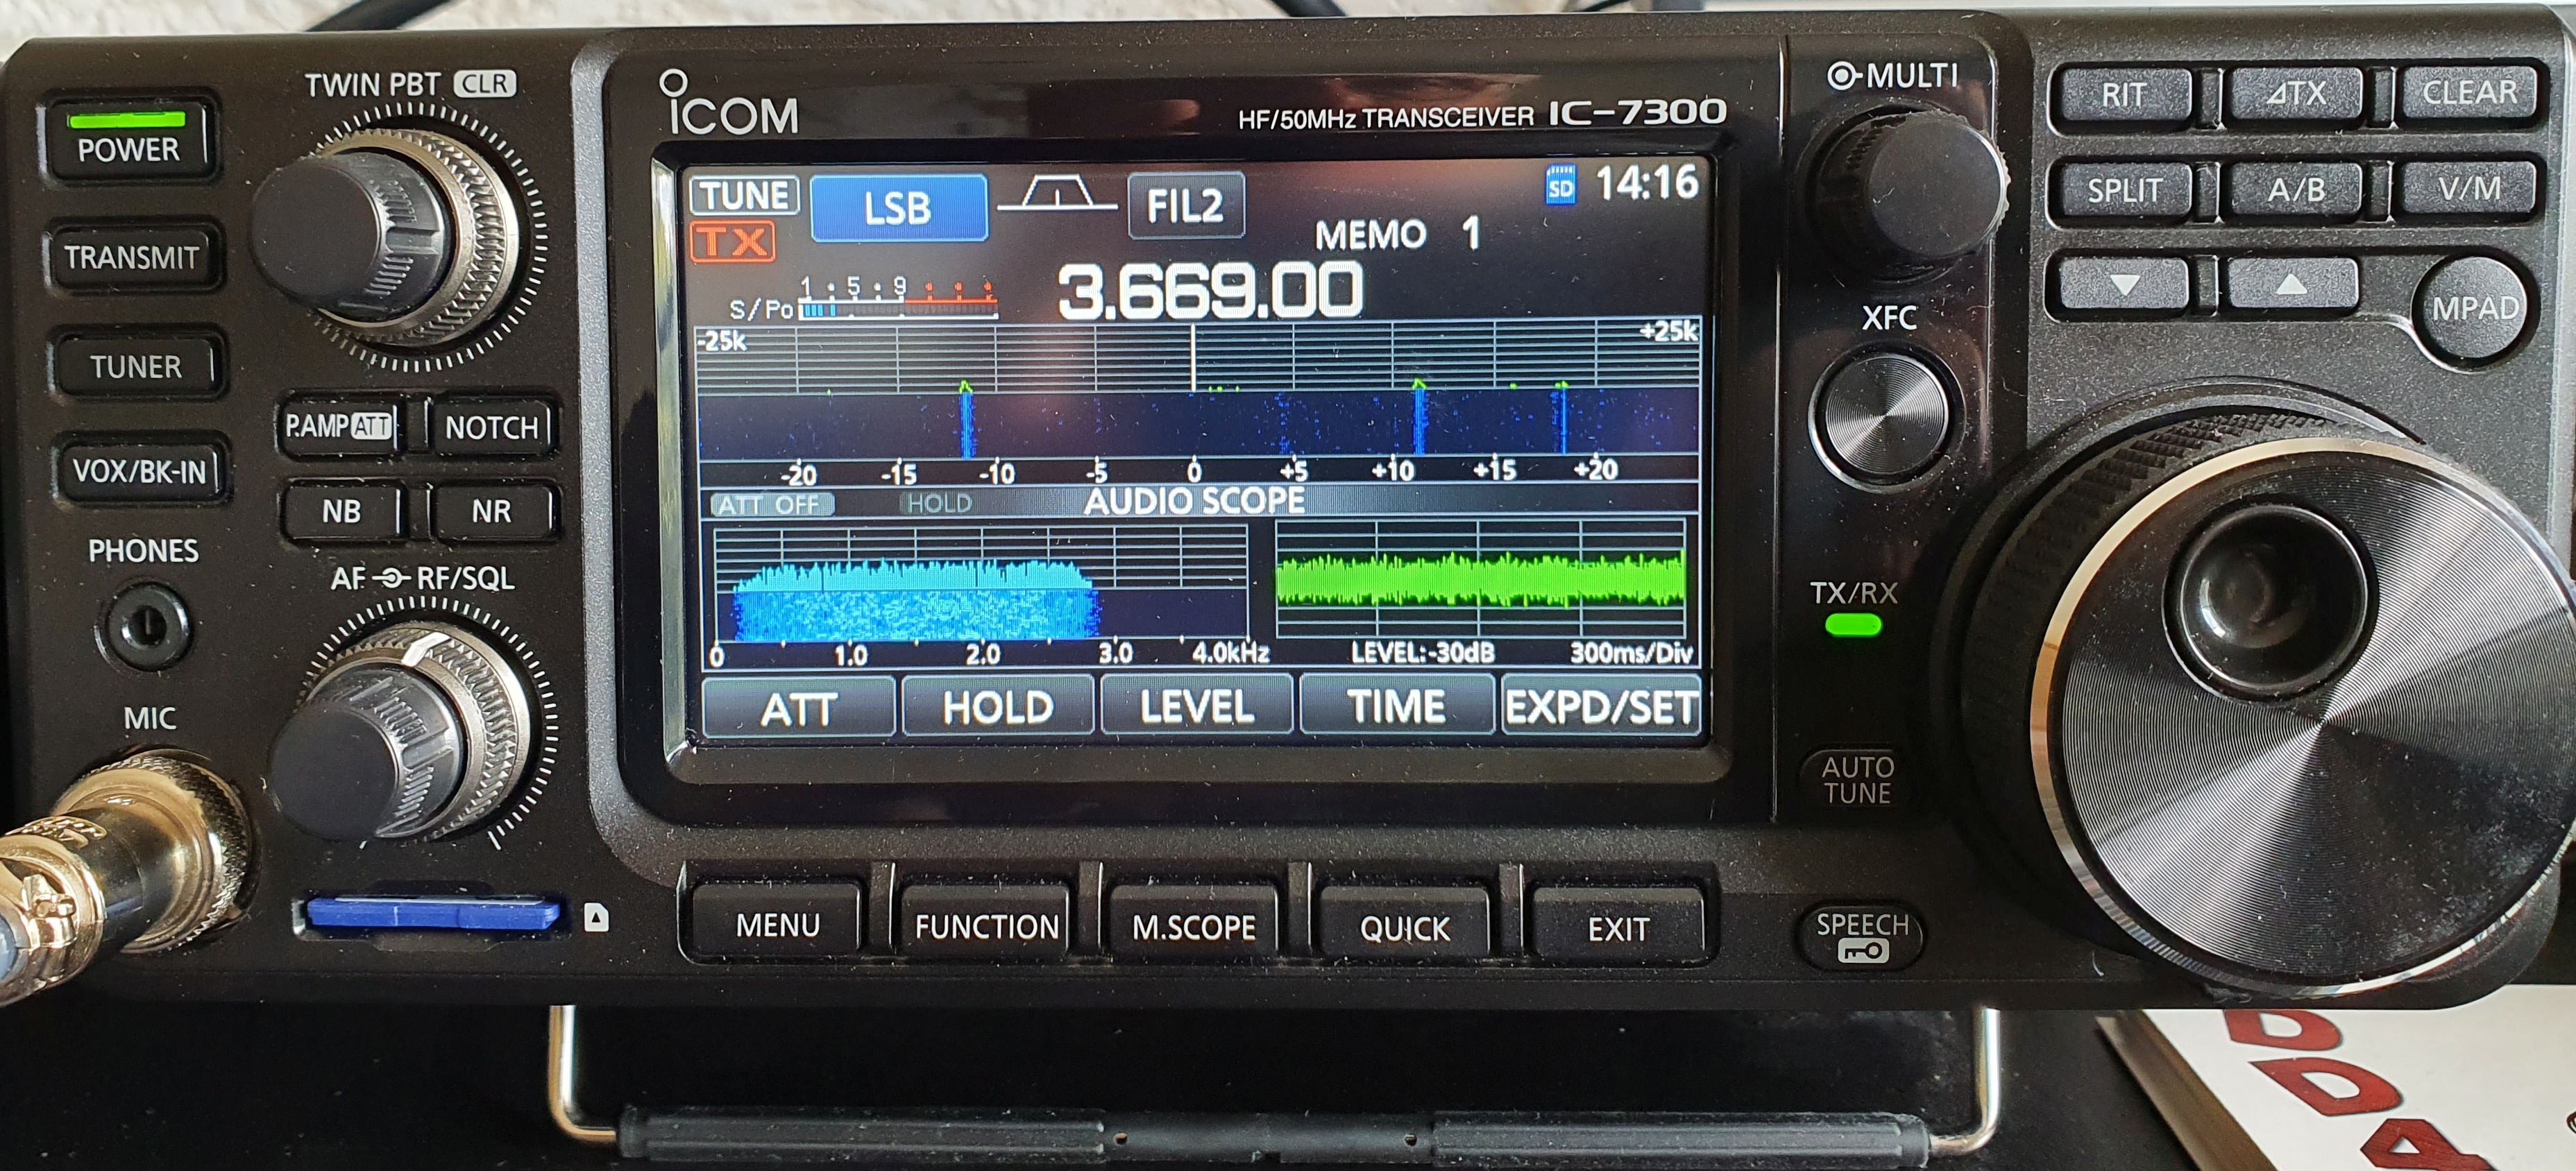 TWIN PBT CLR
POWER
TRANSMIT
TUNER
VOX/BK-IN
P.AMP ATT
NOTCH
NB
NR
PHONES
AF RF/SQL
MIC
ICOM
HF/50MHz TRANSCEIVER IC-7300
TUNE LSB FIL2 SD 14:16
TX MEMO 1
1 5 9
S/Po 3.669.00
-25k +25k
-20 -15 -10 -5 0 +5 +10 +15 +20
ATT OFF HOLD AUDIO SCOPE
0 1.0 2.0 3.0 4.0kHz LEVEL:-30dB 300ms/Div
ATT HOLD LEVEL TIME EXPD/SET
MENU FUNCTION M.SCOPE QUICK EXIT
MULTI
XFC
TX/RX
AUTO
TUNE
SPEECH
RIT ⊿TX CLEAR
SPLIT A/B V/M
▼ ▲ MPAD